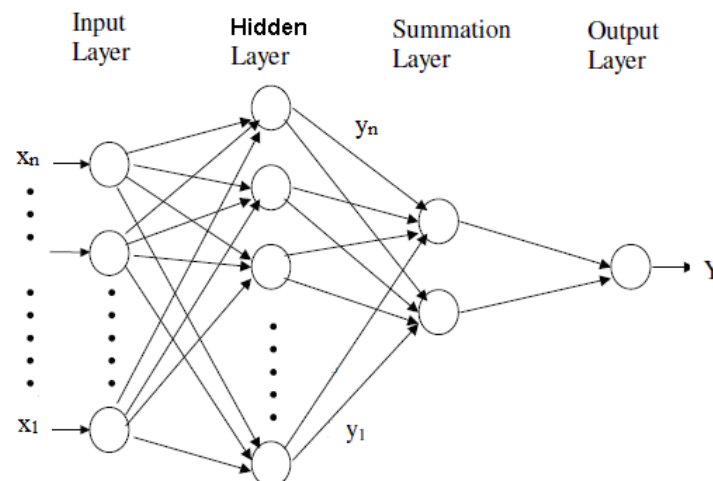 Input
Layer
Hidden
Layer
Summation
Layer
Output
Layer
yn
xn
Y
x1
y1